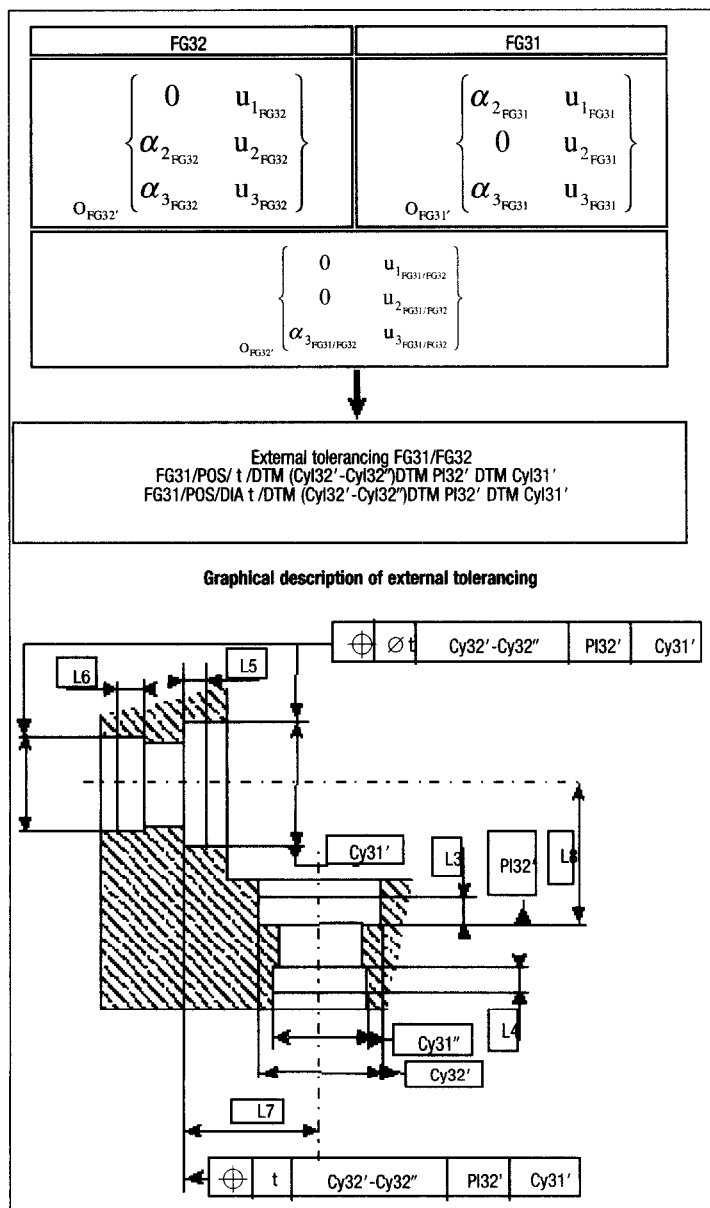 FG32 FG31
0 u1FG32
α2FG32 u2FG32
α3FG32 u3FG32
OFG32'
α2FG31 u1FG31
0 u2FG31
α3FG31 u3FG31
OFG31'
0 u1FG31/FG32
0 u2FG31/FG32
α3FG31/FG32 u3FG31/FG32
OFG32'
External tolerancing FG31/FG32
FG31/POS/ t /DTM (Cyl32'-Cyl32")DTM Pl32' DTM Cyl31'
FG31/POS/DIA t /DTM (Cyl32'-Cyl32")DTM Pl32' DTM Cyl31'
Graphical description of external tolerancing
⌖ ∅ t Cy32'-Cy32" Pl32' Cy31'
L6 L5
Cy31' L3 Pl32' L8
L4
Cy31"
Cy32'
L7
⌖ t Cy32'-Cy32" Pl32' Cy31'